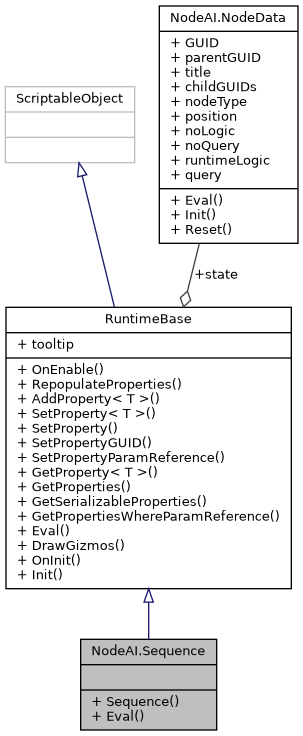 NodeAI.NodeData
+ GUID
+ parentGUID
+ title
+ childGUIDs
+ nodeType
+ position
+ noLogic
+ noQuery
+ runtimeLogic
+ query
+ Eval()
+ Init()
+ Reset()
ScriptableObject
+state
RuntimeBase
+ tooltip
+ OnEnable()
+ RepopulateProperties()
+ AddProperty< T >()
+ SetProperty< T >()
+ SetProperty()
+ SetPropertyGUID()
+ SetPropertyParamReference()
+ GetProperty< T >()
+ GetProperties()
+ GetSerializableProperties()
+ GetPropertiesWhereParamReference()
+ Eval()
+ DrawGizmos()
+ OnInit()
+ Init()
NodeAI.Sequence
+ Sequence()
+ Eval()